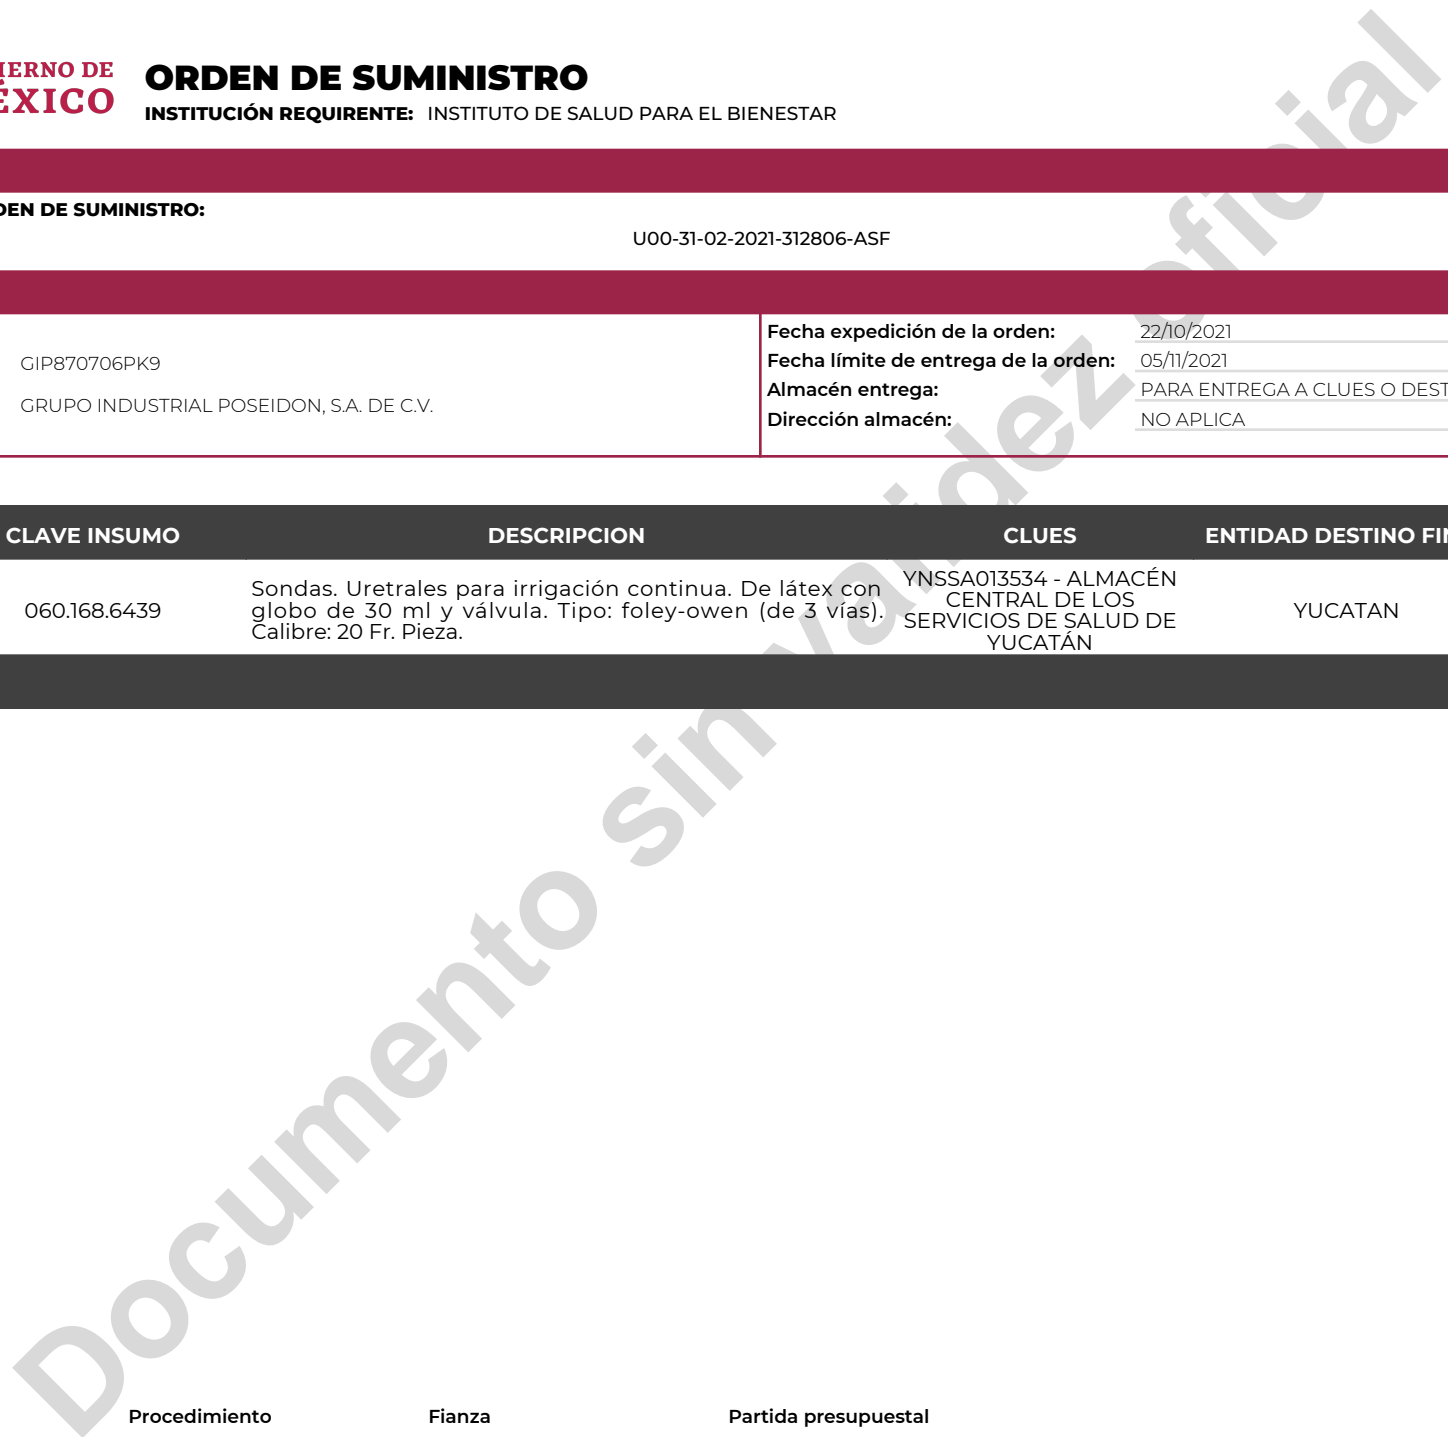 IERNO DE
ÉXICO
ORDEN DE SUMINISTRO
INSTITUCIÓN REQUIRENTE: INSTITUTO DE SALUD PARA EL BIENESTAR
DEN DE SUMINISTRO:
U00-31-02-2021-312806-ASF
GIP870706PK9
GRUPO INDUSTRIAL POSEIDON, S.A. DE C.V.
Fecha expedición de la orden: 22/10/2021
Fecha límite de entrega de la orden: 05/11/2021
Almacén entrega: PARA ENTREGA A CLUES O DEST
Dirección almacén: NO APLICA
CLAVE INSUMO DESCRIPCION CLUES ENTIDAD DESTINO FIN
060.168.6439
Sondas. Uretrales para irrigación continua. De látex con
globo de 30 ml y válvula. Tipo: foley-owen (de 3 vías).
Calibre: 20 Fr. Pieza.
YNSSA013534 - ALMACÉN
CENTRAL DE LOS
SERVICIOS DE SALUD DE
YUCATÁN
YUCATAN
Documento sin validez oficial
Procedimiento Fianza Partida presupuestal